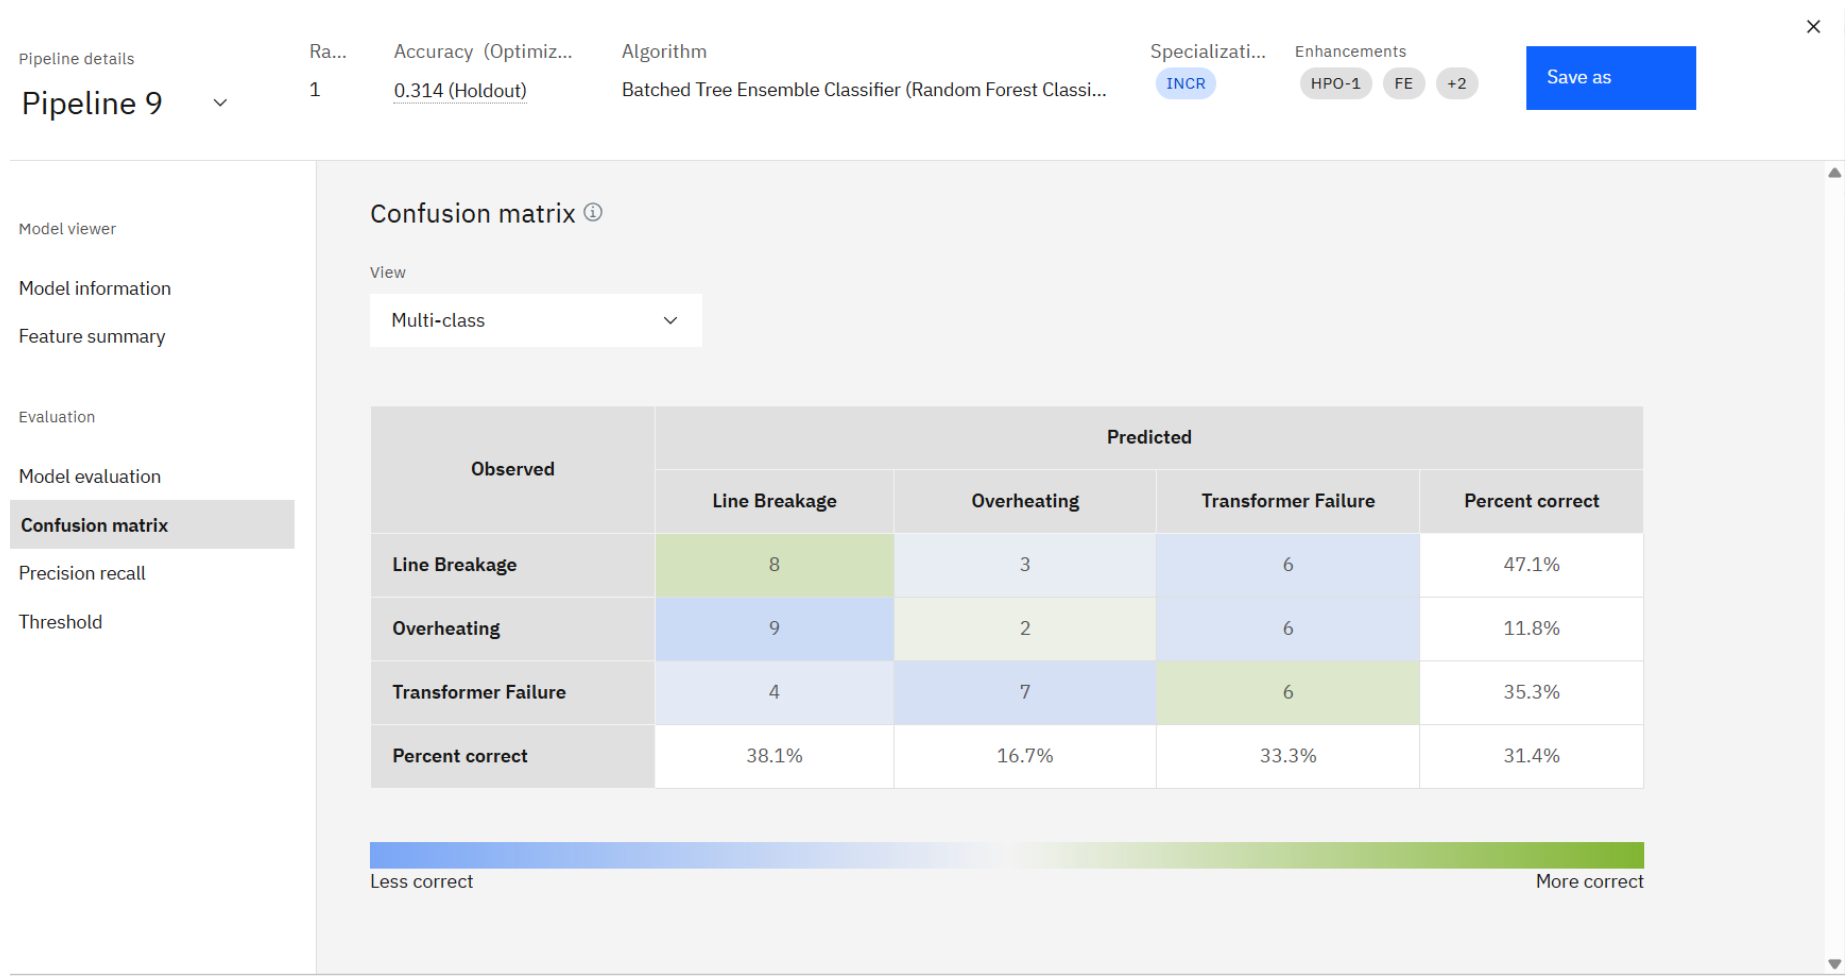 Pipeline details
Pipeline 9
Ra...
1
Accuracy (Optimiz...
0.314 (Holdout)
Algorithm
Batched Tree Ensemble Classifier (Random Forest Classi...
Specializati...
INCR
Enhancements
HPO-1 FE +2
Save as
Model viewer
Model information
Feature summary
Evaluation
Model evaluation
Confusion matrix
Precision recall
Threshold
Confusion matrix
View
Multi-class
Observed
Predicted
Line Breakage Overheating Transformer Failure Percent correct
Line Breakage 8 3 6 47.1%
Overheating 9 2 6 11.8%
Transformer Failure 4 7 6 35.3%
Percent correct 38.1% 16.7% 33.3% 31.4%
Less correct More correct